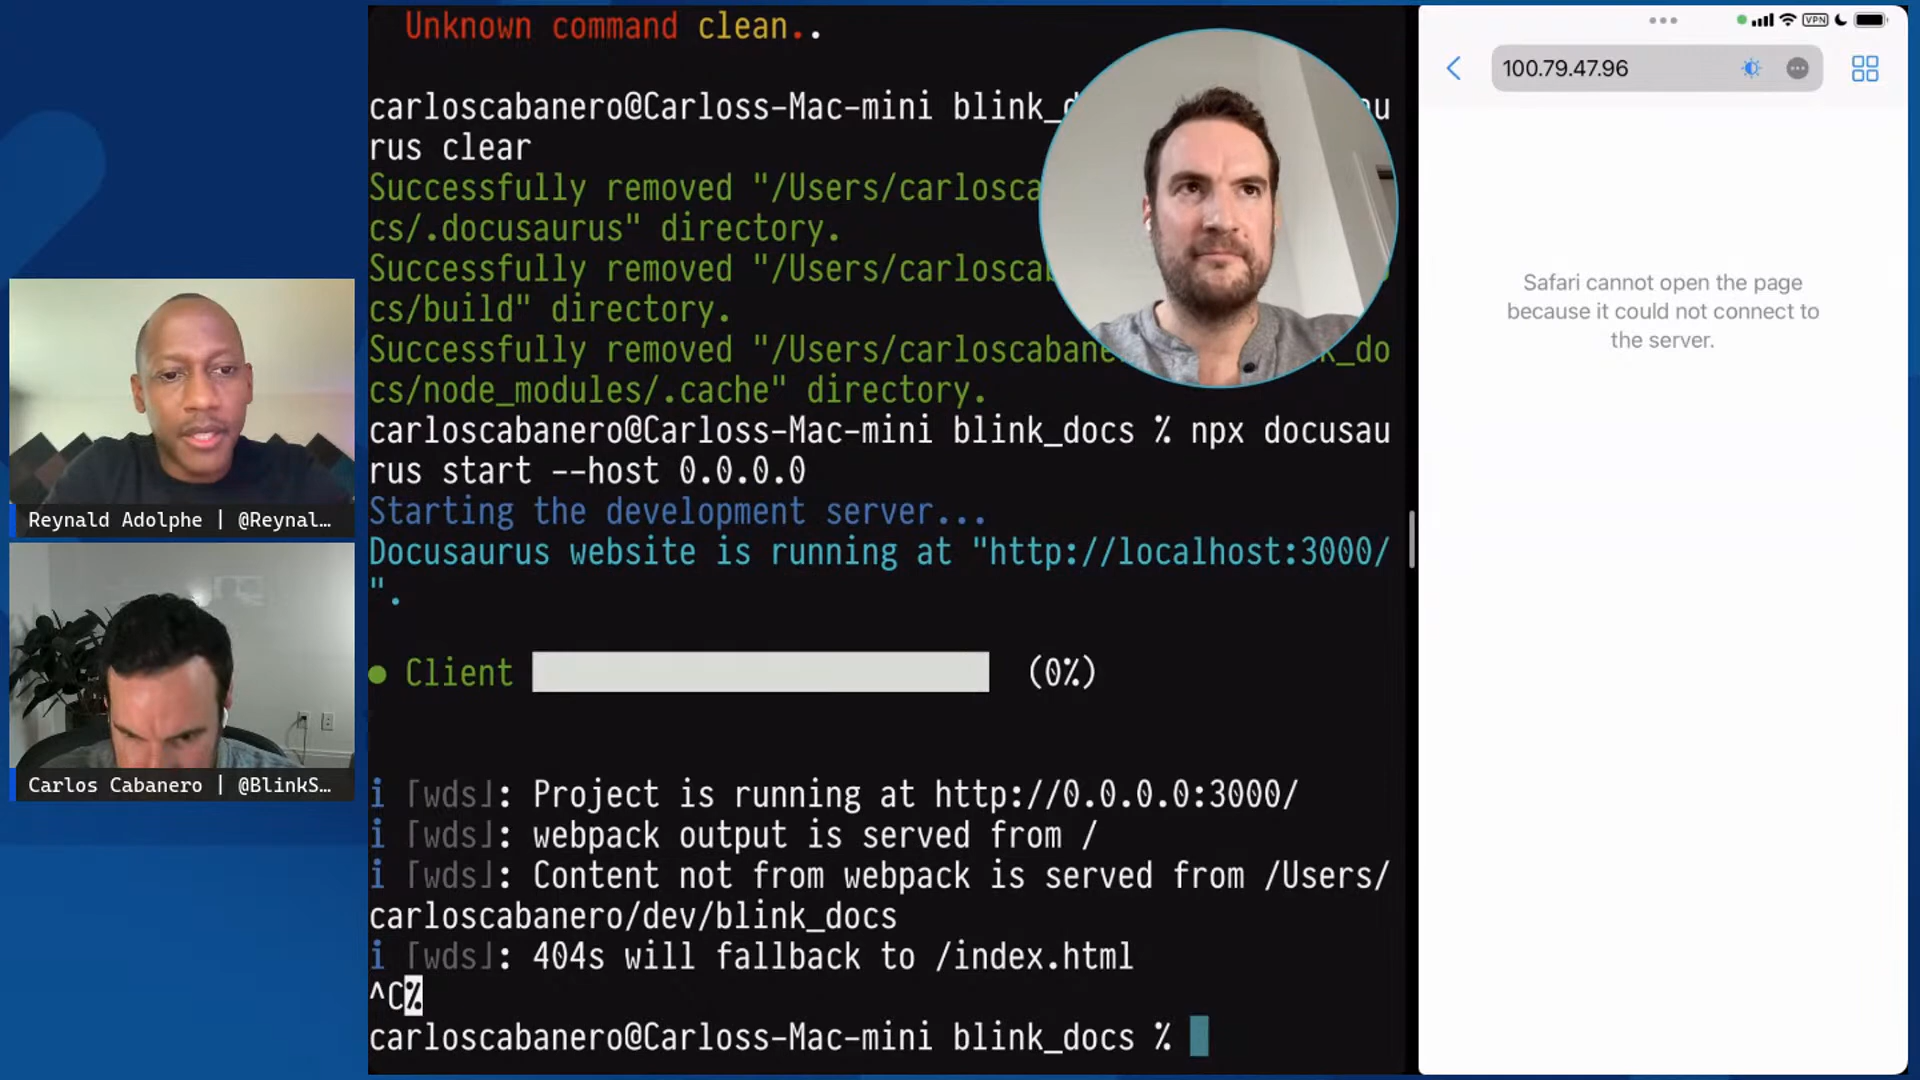 Unknown command clean..
carloscabanero@Carloss-Mac-mini blink_
au
rus clear
Successfully removed "/Users/carlosca
cs/.docusaurus" directory.
Successfully removed "/Users/carloscaba
cs/build" directory.
Successfully removed "/Users/carloscabane k_do
cs/node_modules/.cache" directory.
carloscabanero@Carloss-Mac-mini blink_docs % npx docusau
rus start --host 0.0.0.0
Starting the development server...
Docusaurus website is running at "http://localhost:3000/
".
● Client (0%)
i ⌈wds⌋: Project is running at http://0.0.0.0:3000/
i ⌈wds⌋: webpack output is served from /
i ⌈wds⌋: Content not from webpack is served from /Users/
carloscabanero/dev/blink_docs
i ⌈wds⌋: 404s will fallback to /index.html
^C%
carloscabanero@Carloss-Mac-mini blink_docs %
Reynald Adolphe | @Reynal...
Carlos Cabanero | @BlinkS...
VPN
100.79.47.96
Safari cannot open the page
because it could not connect to
the server.